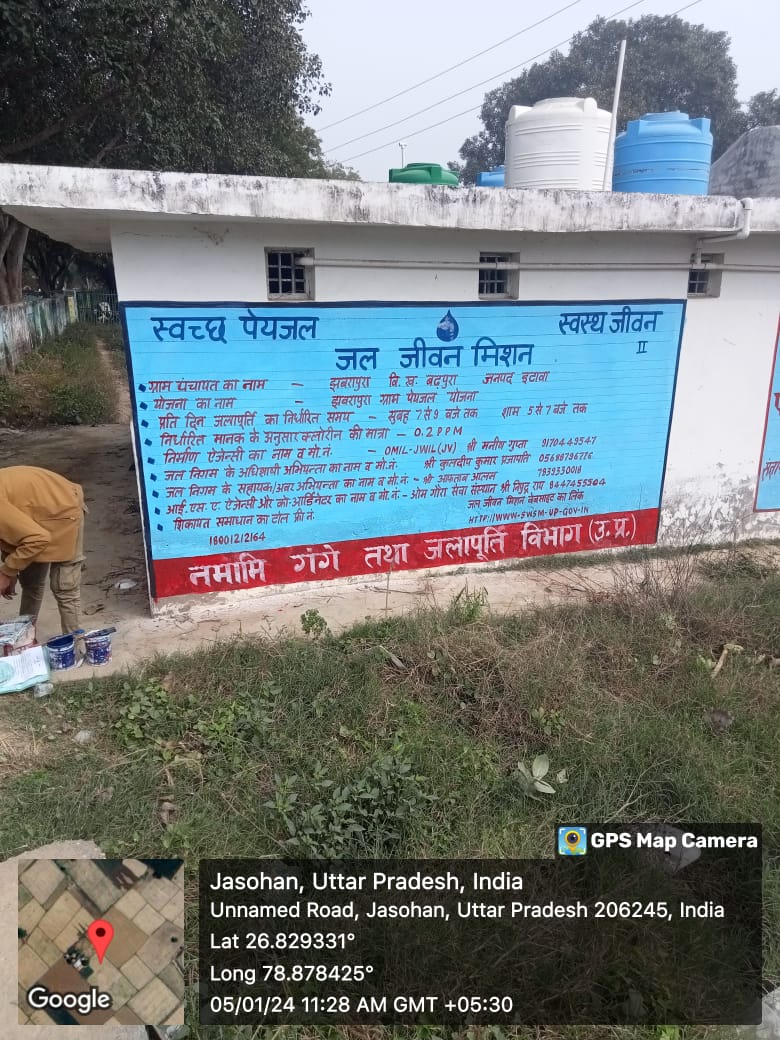 स्वच्छ पेयजल
स्वस्थ जीवन
II
जल जीवन मिशन
ग्राम पंचायत का नाम – झबरापुरा वि.खः बढ़पुरा जनपद इटावा
योजना का नाम – झबरापुरा ग्राम पेयजल योजना
प्रति दिन जलापूर्ति का निर्धारित समय – सुबह 7 से 9 बजे तक शाम 5 से 7 बजे तक
निर्धारित मानक के अनुसार क्लोरीन की मात्रा – 0.2 PPM
निर्माण ऐजेन्सी का नाम व मो.नं. – OMIL-JWIL(JV) श्री मनीष गुप्ता 9170449547
जल निगम के अधिशाषी अभियन्ता का नाम व मो.नं. श्री कुलदीप कुमार प्रजापति 05688796776
जल निगम के सहायक/अवर अभियन्ता का नाम व मो.नं. – श्री आफताब आलम 7839330018
आई.एस.ए. ऐजेन्सी और को-आर्डिनेटर का नाम व मो.नं. – ओम गौरा सेवा संस्थान श्री राय 9447455504
शिकायत समाधान का टोल फ्री नं.
जल जीवन मिशन वेबसाइट का लिंक
18001212164
HTTP://WWW-SWSM-UP-GOV-IN
नमामि गंगे तथा जलापूर्ति विभाग (उ.प्र.)
GPS Map Camera
Google
Jasohan, Uttar Pradesh, India
Unnamed Road, Jasohan, Uttar Pradesh 206245, India
Lat 26.829331°
Long 78.878425°
05/01/24 11:28 AM GMT +05:30